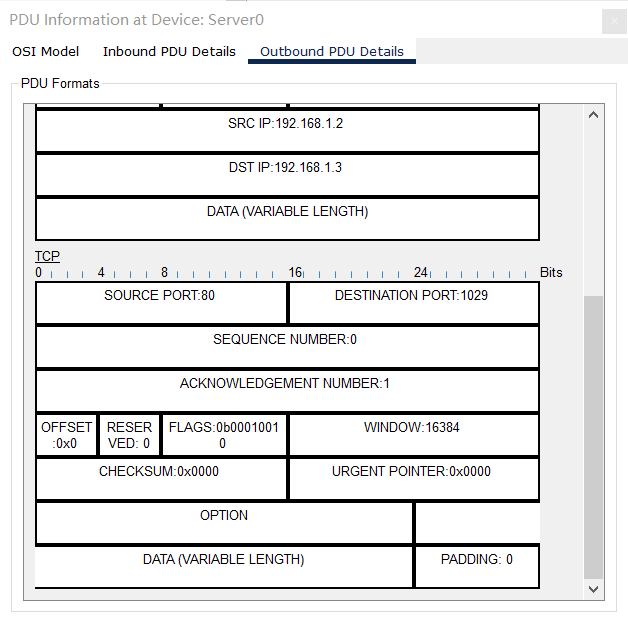 PDU Information at Device: Server0
×
OSI Model Inbound PDU Details Outbound PDU Details
PDU Formats
SRC IP:192.168.1.2
DST IP:192.168.1.3
DATA (VARIABLE LENGTH)
TCP
0 4 8 16 24 Bits
SOURCE PORT:80 DESTINATION PORT:1029
SEQUENCE NUMBER:0
ACKNOWLEDGEMENT NUMBER:1
OFFSET RESER FLAGS:0b0001001 WINDOW:16384
:0x0 VED: 0 0
CHECKSUM:0x0000 URGENT POINTER:0x0000
OPTION
DATA (VARIABLE LENGTH) PADDING: 0